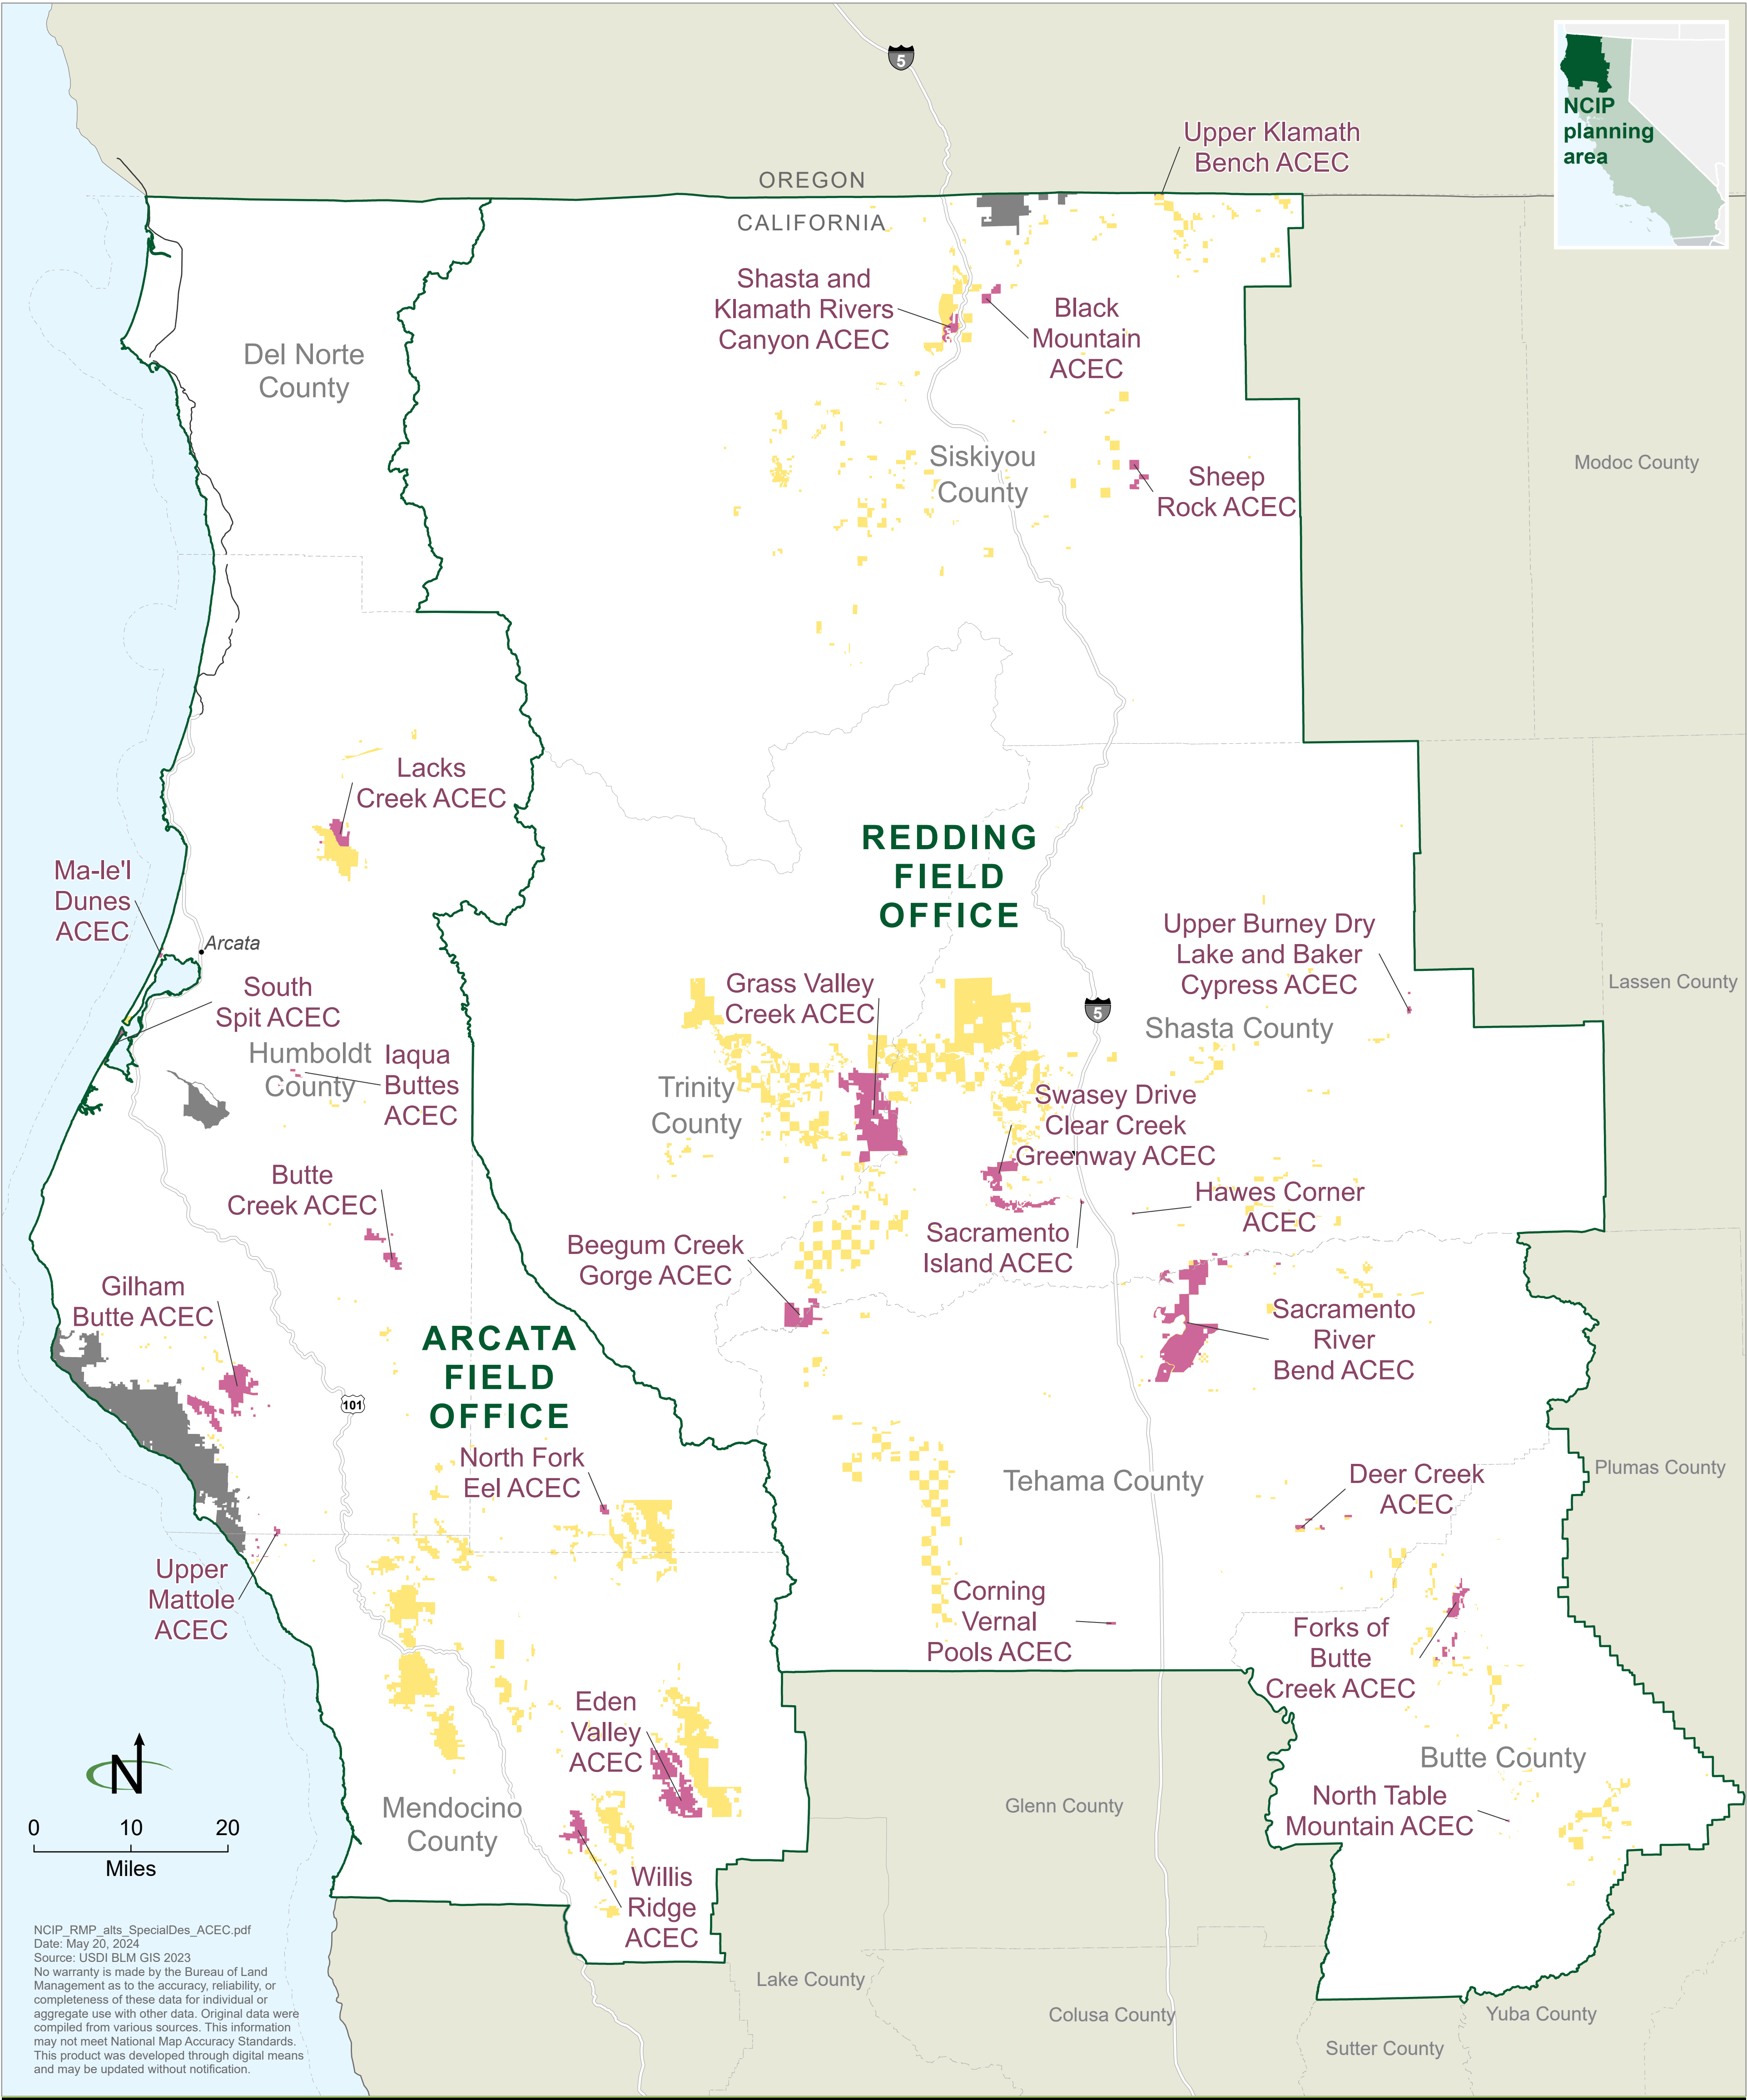 5
NCIP
planning
area
Upper Klamath
Bench ACEC
OREGON
CALIFORNIA
Shasta and
Klamath Rivers
Canyon ACEC
Black
Mountain
ACEC
Del Norte
County
Siskiyou
County
Sheep
Rock ACEC
Modoc County
Lacks
Creek ACEC
REDDING
FIELD
OFFICE
Ma-le'l
Dunes
ACEC
Arcata
South
Spit ACEC
Humboldt
County
Iaqua
Buttes
ACEC
Grass Valley
Creek ACEC
Upper Burney Dry
Lake and Baker
Cypress ACEC
Lassen County
5
Shasta County
Trinity
County
Swasey Drive
Clear Creek
Greenway ACEC
Butte
Creek ACEC
Hawes Corner
ACEC
Sacramento
Island ACEC
Beegum Creek
Gorge ACEC
Gilham
Butte ACEC
Sacramento
River
Bend ACEC
ARCATA
FIELD
OFFICE
101
North Fork
Eel ACEC
Tehama County
Deer Creek
ACEC
Plumas County
Upper
Mattole
ACEC
Corning
Vernal
Pools ACEC
Forks of
Butte
Creek ACEC
Eden
Valley
ACEC
Butte County
N
Mendocino
County
Glenn County
North Table
Mountain ACEC
0 10 20
Miles
Willis
Ridge
ACEC
NCIP_RMP_alts_SpecialDes_ACEC.pdf
Date: May 20, 2024
Source: USDI BLM GIS 2023
No warranty is made by the Bureau of Land
Management as to the accuracy, reliability, or
completeness of these data for individual or
aggregate use with other data. Original data were
compiled from various sources. This information
may not meet National Map Accuracy Standards.
This product was developed through digital means
and may be updated without notification.
Lake County
Colusa County
Yuba County
Sutter County